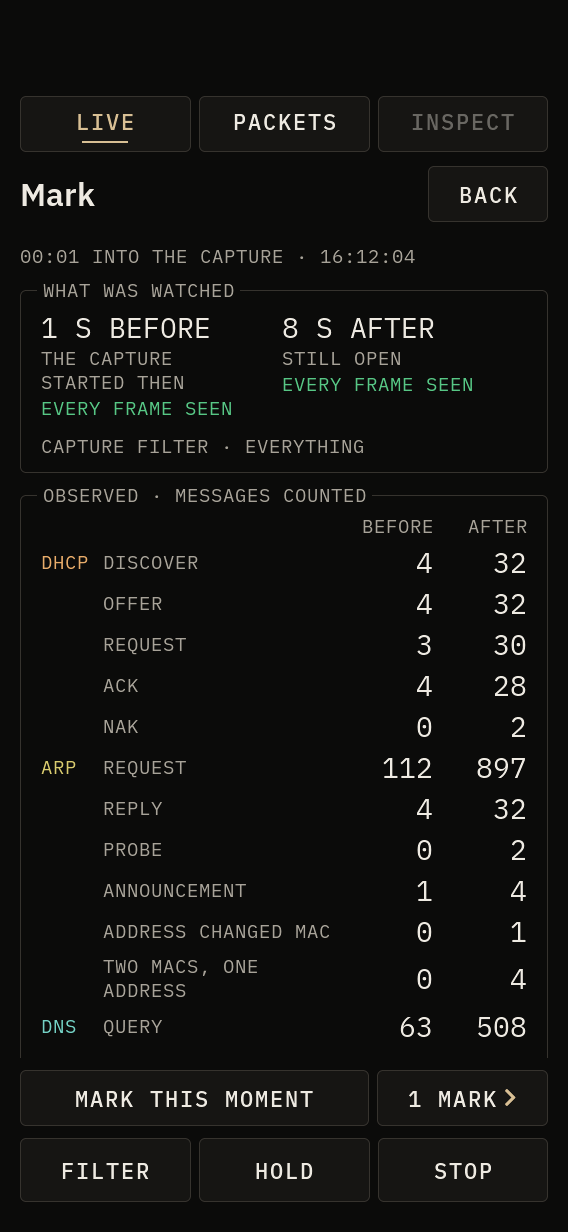 LIVE PACKETS INSPECT
Mark BACK
00:01 INTO THE CAPTURE · 16:12:04
WHAT WAS WATCHED
1 S BEFORE 8 S AFTER
THE CAPTURE STILL OPEN
STARTED THEN EVERY FRAME SEEN
EVERY FRAME SEEN
CAPTURE FILTER · EVERYTHING
OBSERVED · MESSAGES COUNTED
BEFORE AFTER
DHCP DISCOVER 4 32
OFFER 4 32
REQUEST 3 30
ACK 4 28
NAK 0 2
ARP REQUEST 112 897
REPLY 4 32
PROBE 0 2
ANNOUNCEMENT 1 4
ADDRESS CHANGED MAC 0 1
TWO MACS, ONE
ADDRESS 0 4
DNS QUERY 63 508
MARK THIS MOMENT 1 MARK
FILTER HOLD STOP